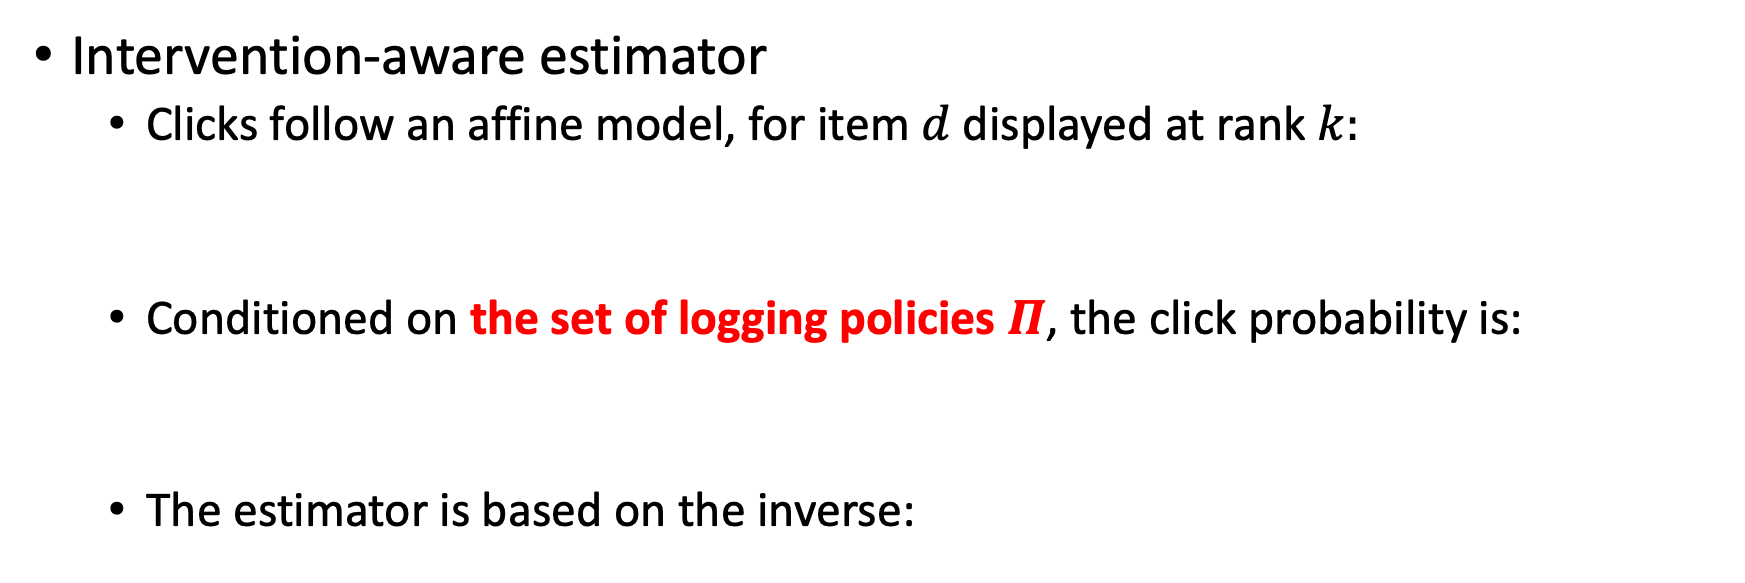 • Intervention-aware estimator
• Clicks follow an affine model, for item d displayed at rank k:
• Conditioned on the set of logging policies Π, the click probability is:
• The estimator is based on the inverse: